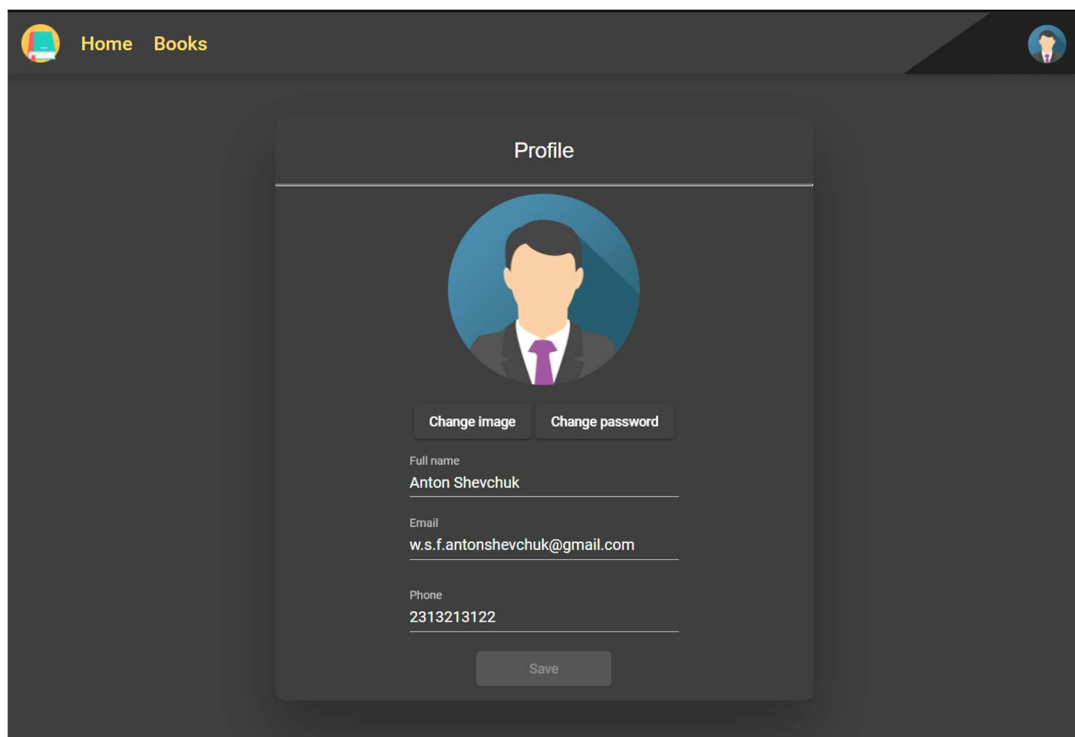 Home Books
Profile
Change image Change password
Full name
Anton Shevchuk
Email
w.s.f.antonshevchuk@gmail.com
Phone
2313213122
Save